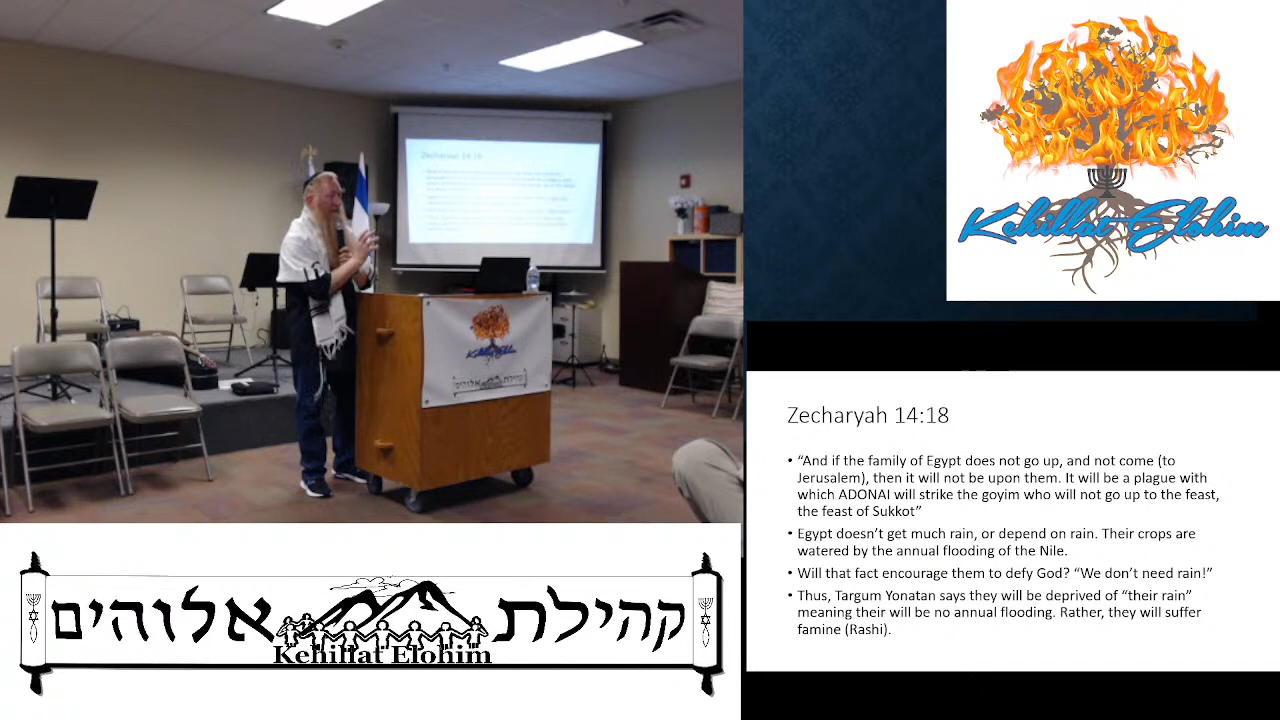 Zecharyah 14:18
Kehillat Elohim
Kehillat Elohim
קהילת אלוהים
Kehillat Elohim
קהילת אלוהים
Zecharyah 14:18
• “And if the family of Egypt does not go up, and not come (to
Jerusalem), then it will not be upon them. It will be a plague with
which ADONAI will strike the goyim who will not go up to the feast,
the feast of Sukkot”
• Egypt doesn’t get much rain, or depend on rain. Their crops are
watered by the annual flooding of the Nile.
• Will that fact encourage them to defy God? “We don’t need rain!”
• Thus, Targum Yonatan says they will be deprived of “their rain”
meaning their will be no annual flooding. Rather, they will suffer
famine (Rashi).